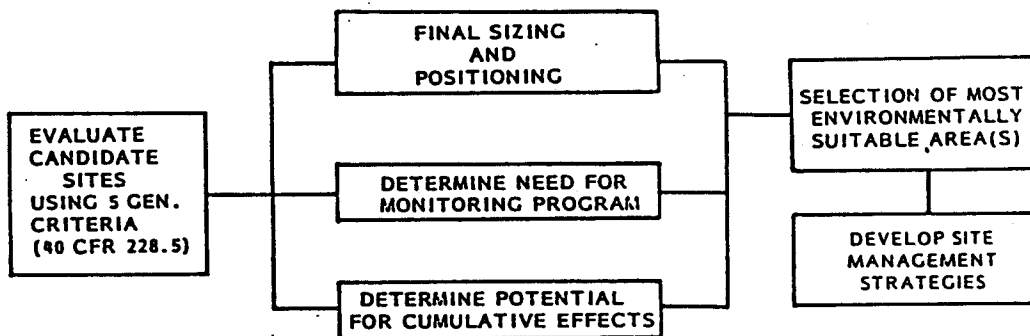 EVALUATE
CANDIDATE
SITES
USING 5 GEN.
CRITERIA
(40 CFR 228.5)
FINAL SIZING
AND
POSITIONING
DETERMINE NEED FOR
MONITORING PROGRAM
DETERMINE POTENTIAL
FOR CUMULATIVE EFFECTS
SELECTION OF MOST
ENVIRONMENTALLY
SUITABLE AREA(S)
DEVELOP SITE
MANAGEMENT
STRATEGIES